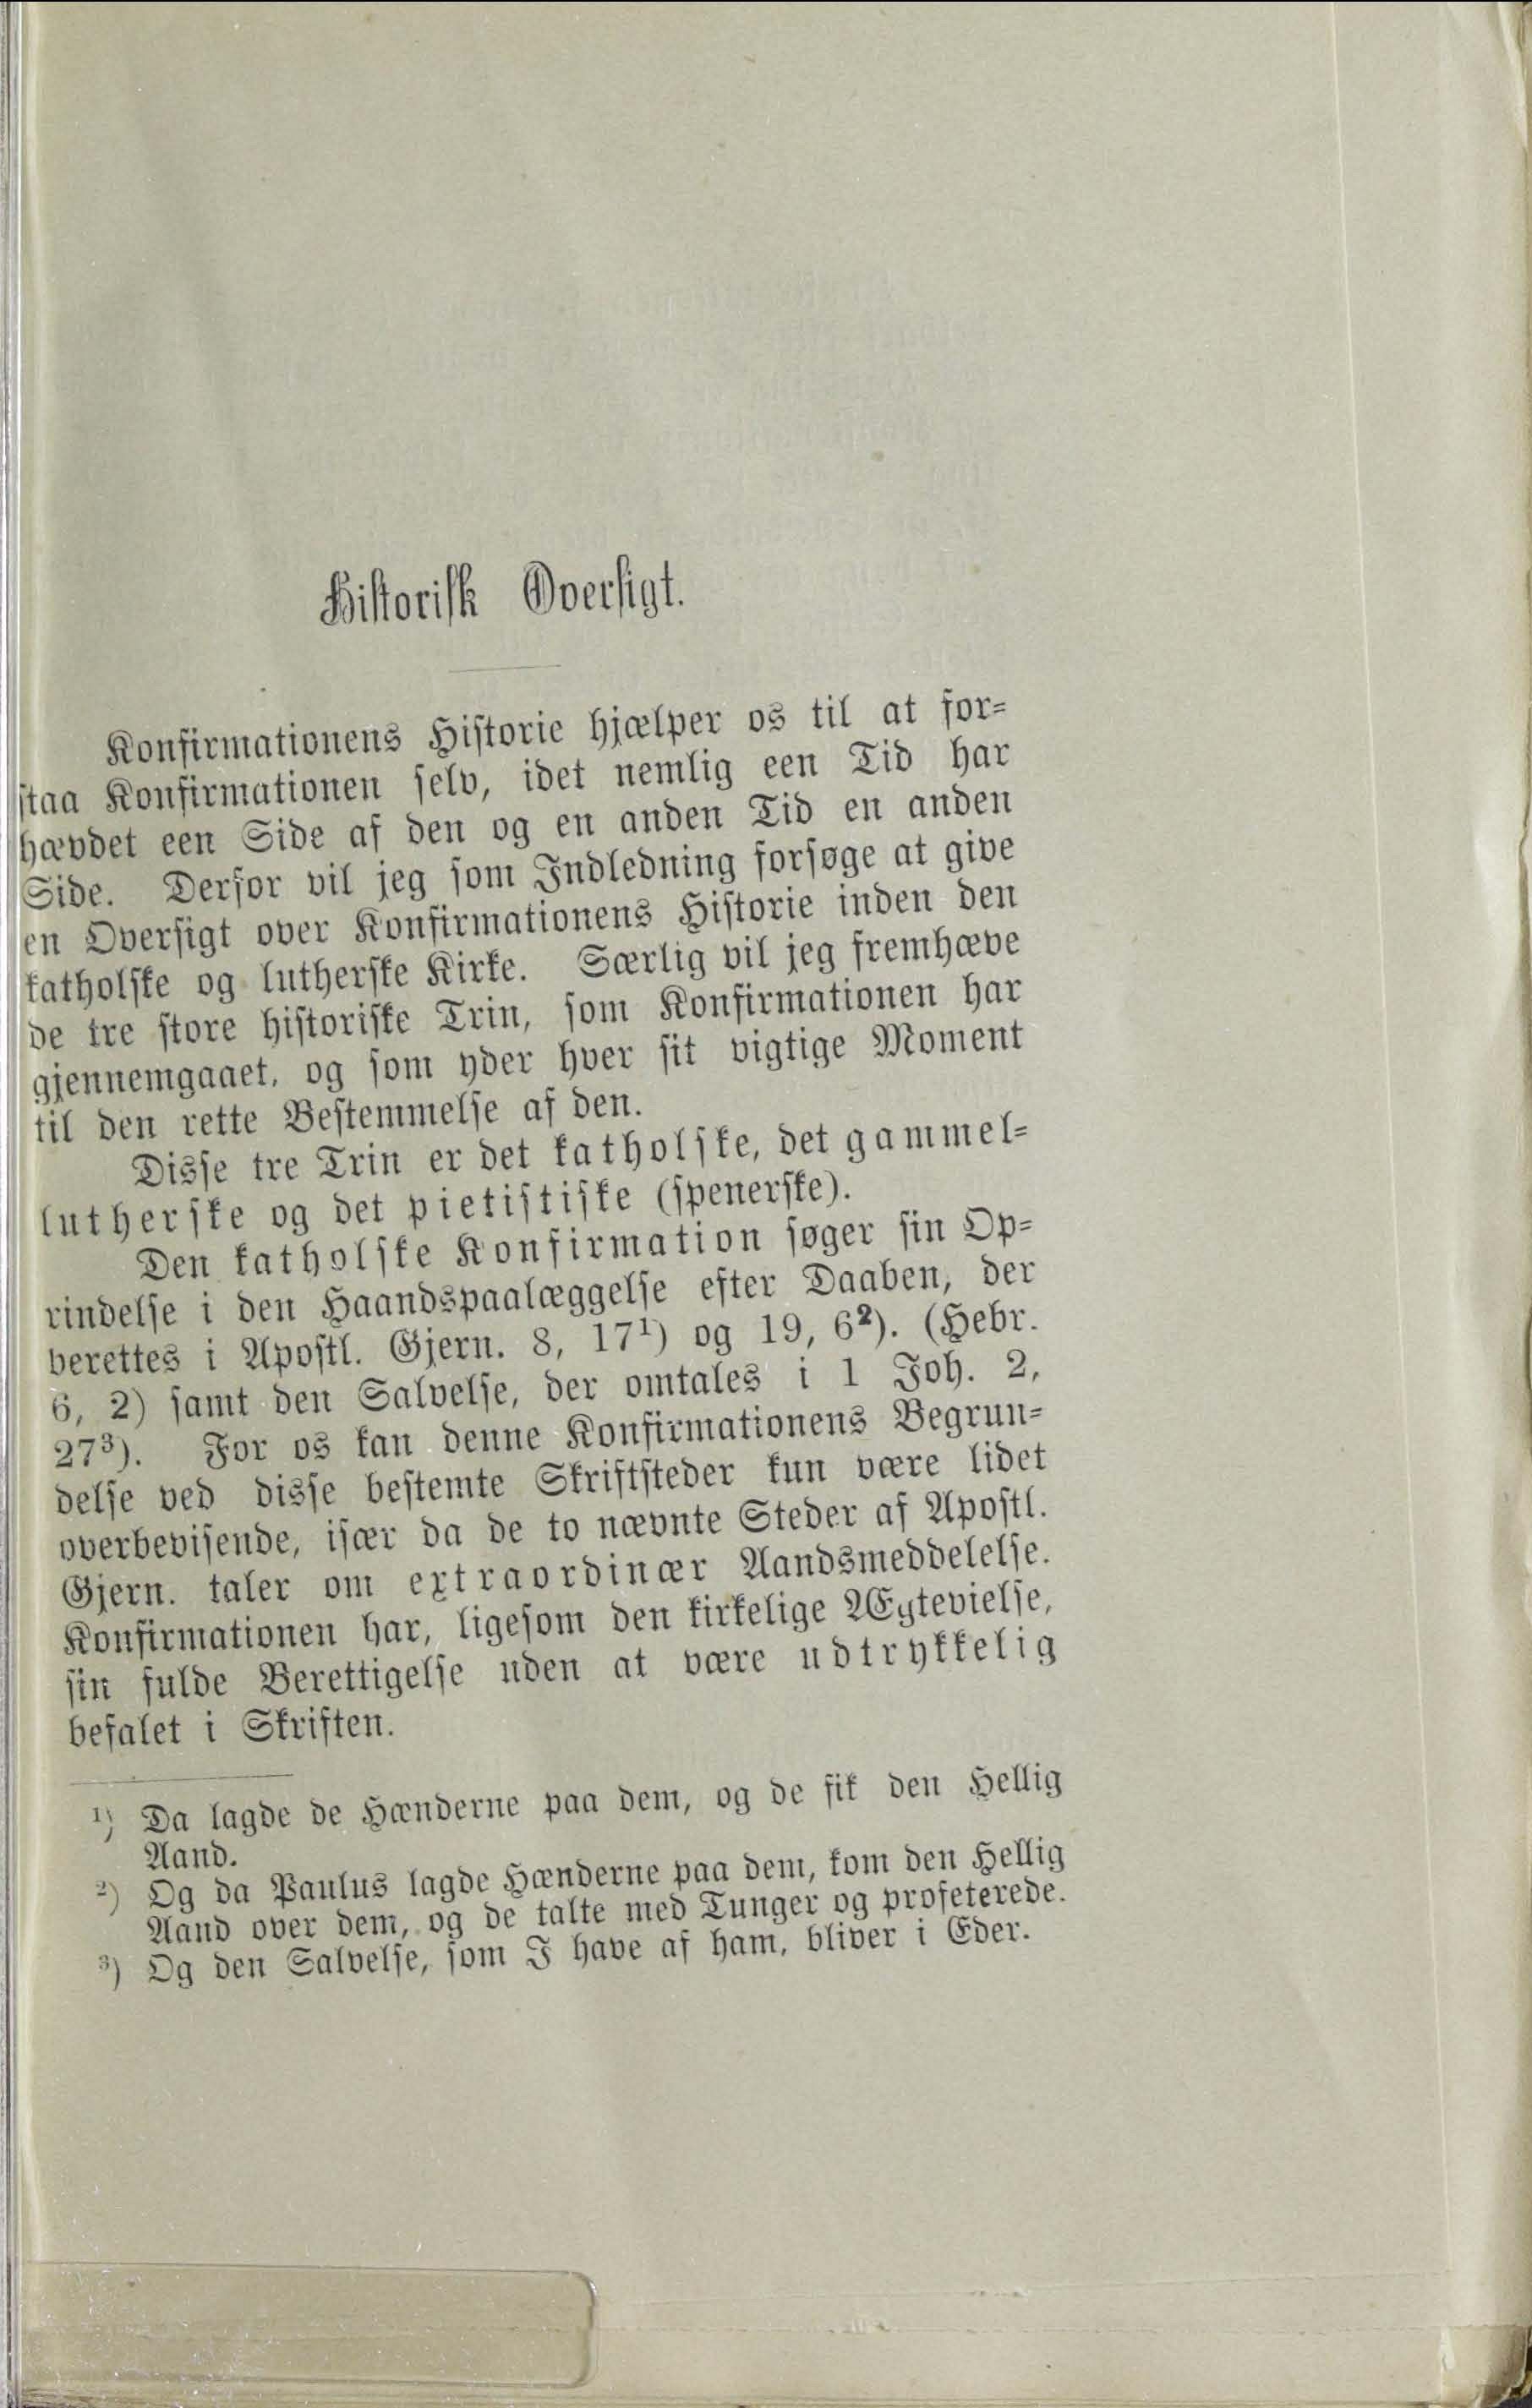 Historisk Oversigt.
Konfirmationens Historie hjælper os til at for-
staa Konfirmationen selv, idet nemlig een Tid har
hævdet een Side af den og en anden Tid en anden
Side. Derfor vil jeg som Indledning forsøge at give
en Oversigt over Konfirmationens Historie inden den
katholske og lutherske Kirke. Særlig vil jeg fremhæve
de tre store historiske Trin, som Konfirmationen har
gjennemgaaet, og som yder hver sit vigtige Moment
til den rette Bestemmelse af den.
Disse tre Trin er det katholske, det gammel-
lutherske og det pietistiske (spenerske).
Den katholske Konfirmation søger sin Op-
rindelse i den Haandspaalæggelse efter Daaben, der
berettes i Apostl. Gjern. 8, 17¹) og 19, 6²). (Hebr.
6, 2) samt den Salvelse, der omtales i 1 Joh. 2,
27³). For os kan denne Konfirmationens Begrun-
delse ved disse bestemte Skriftsteder kun være lidet
overbevisende, især da de to nævnte Steder af Apostl.
Gjern. taler om extraordinær Aandsmeddelelse.
Konfirmationen har, ligesom den kirkelige Ægtevielse,
sin fulde Berettigelse uden at være udtrykkelig
befalet i Skriften.
¹) Da lagde de Hænderne paa dem, og de fik den Hellig
Aand.
²) Og da Paulus lagde Hænderne paa dem, kom den Hellig
Aand over dem, og de talte med Tunger og profeterede.
³) Og den Salvelse, som I have af ham, bliver i Eder.